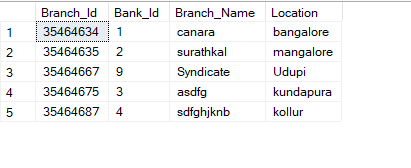 Branch_Id Bank_Id Branch_Name Location
1 35464634 1 canara bangalore
2 35464635 2 surathkal mangalore
3 35464667 9 Syndicate Udupi
4 35464675 3 asdfg kundapura
5 35464687 4 sdfghjknb kollur